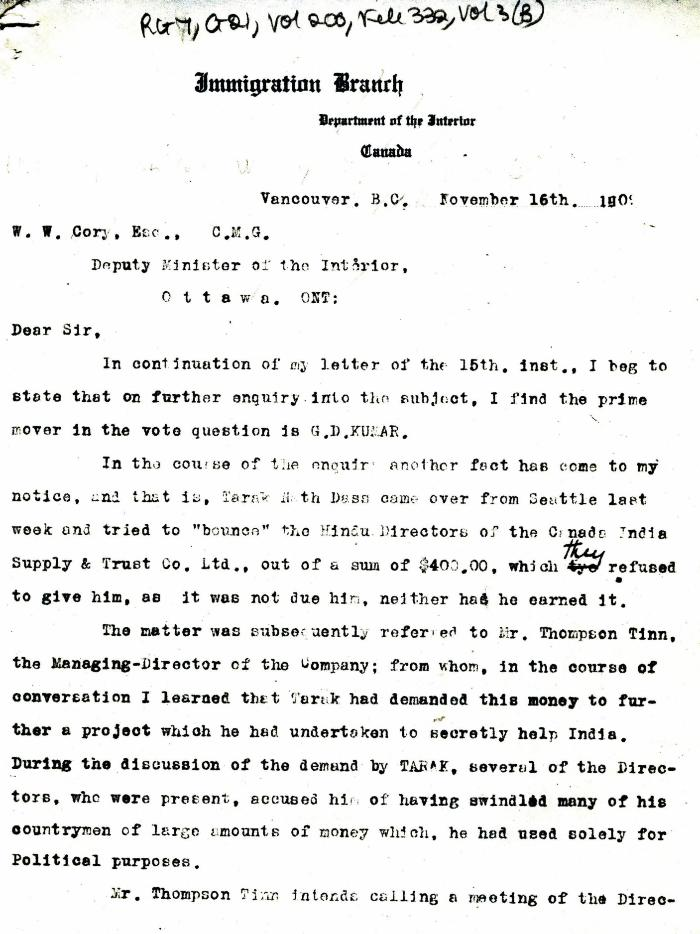 RG7, G21, Vol 200, File 332, Vol 3(B)
Immigration Branch
Department of the Interior
Canada
Vancouver. B.C. November 16th. 190
W. W. Cory, Esq., C.M.G.
Deputy Minister of the Interior,
O t t a w a. ONT:
Dear Sir,
In continuation of my letter of the 15th. inst., I beg to
state that on further enquiry into the subject, I find the prime
mover in the vote question is G.D.KUMAR.
In the course of the enquiry another fact has come to my
notice, and that is, Tarak Nath Dass came over from Seattle last
week and tried to "bounce" the Hindu Directors of the Canada India
Supply & Trust Co. Ltd., out of a sum of $400.00, which they refused
to give him, as it was not due him, neither had he earned it.
The matter was subsequently referred to Mr. Thompson Tinn,
the Managing-Director of the Company; from whom, in the course of
conversation I learned that Tarak had demanded this money to fur-
ther a project which he had undertaken to secretly help India.
During the discussion of the demand by TARAK, several of the Direc-
tors, who were present, accused him of having swindled many of his
countrymen of large amounts of money which, he had used solely for
Political purposes.
Mr. Thompson Tinn intends calling a meeting of the Direc-